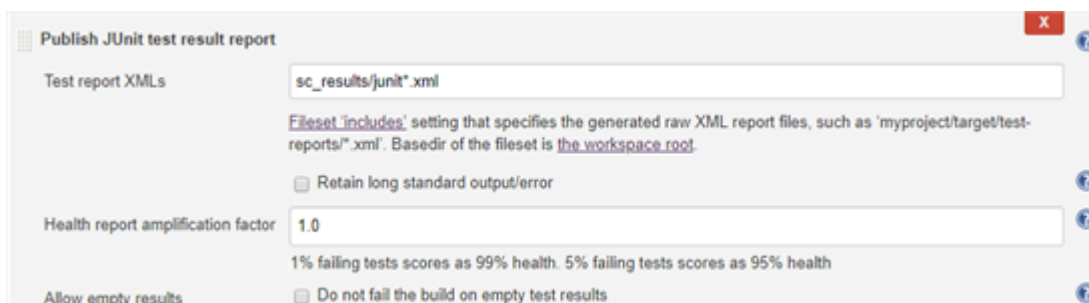 X
Publish JUnit test result report
Test report XMLs
sc_results/junit*.xml
Fileset 'includes' setting that specifies the generated raw XML report files, such as 'myproject/target/test-
reports/*.xml'. Basedir of the fileset is the workspace root.
Retain long standard output/error
Health report amplification factor
1.0
1% failing tests scores as 99% health. 5% failing tests scores as 95% health
Allow empty results
Do not fail the build on empty test results